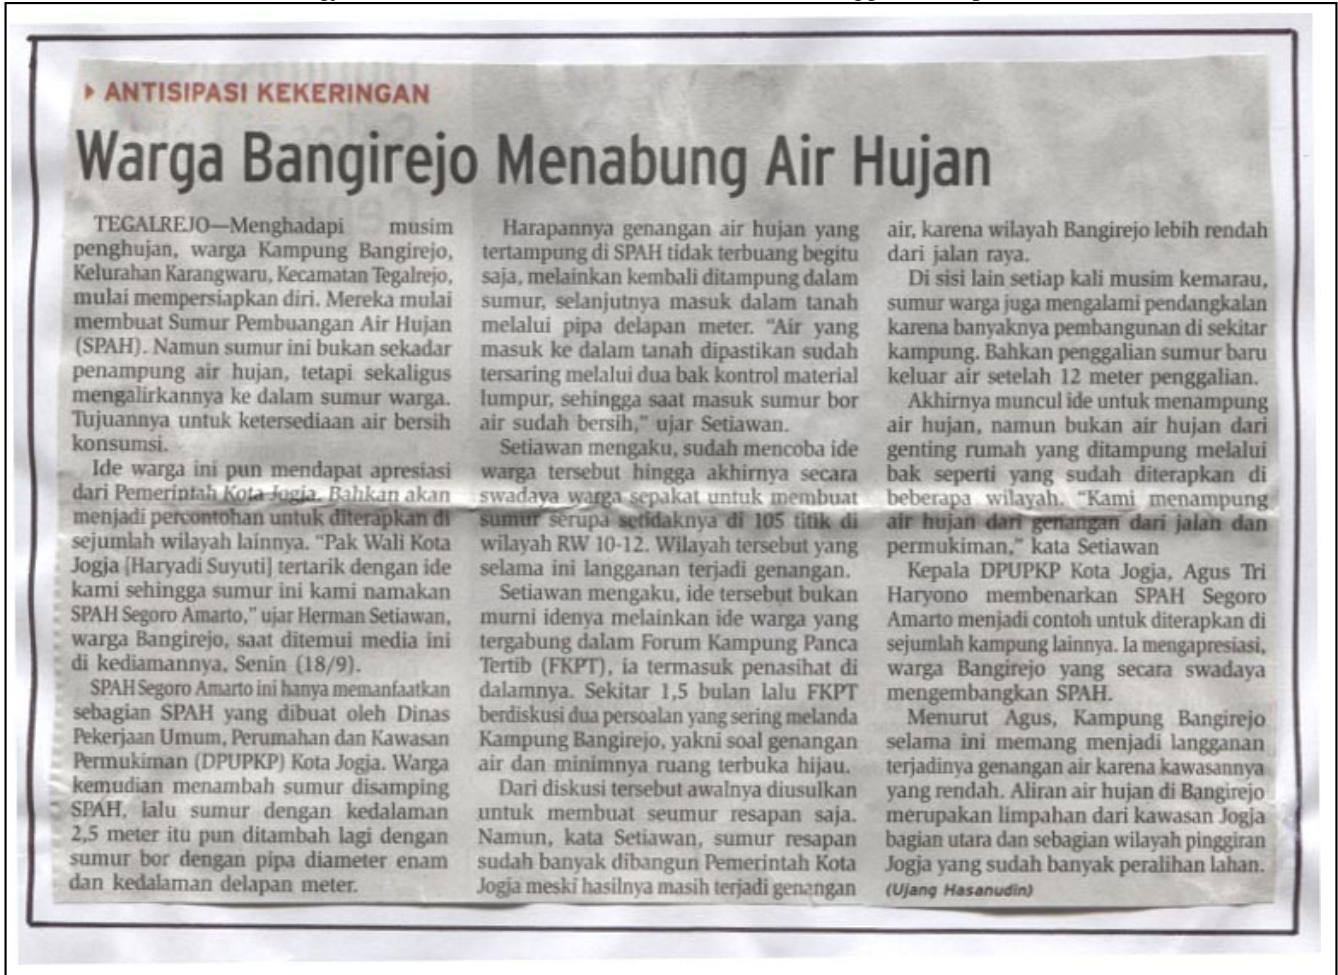 ANTISIPASI KEKERINGAN
Warga Bangirejo Menabung Air Hujan
TEGALREJO—Menghadapi musim
penghujan, warga Kampung Bangirejo,
Kelurahan Karangwaru, Kecamatan Tegalrejo,
mulai mempersiapkan diri. Mereka mulai
membuat Sumur Pembuangan Air Hujan
(SPAH). Namun sumur ini bukan sekadar
penampung air hujan, tetapi sekaligus
mengalirkannya ke dalam sumur warga.
Tujuannya untuk ketersediaan air bersih
konsumsi.
Ide warga ini pun mendapat apresiasi
dari Pemerintah Kota Jogja. Bahkan akan
menjadi percontohan untuk diterapkan di
sejumlah wilayah lainnya. “Pak Wali Kota
Jogja [Haryadi Suyuti] tertarik dengan ide
kami sehingga sumur ini kami namakan
SPAH Segoro Amarto,” ujar Herman Setiawan,
warga Bangirejo, saat ditemui media ini
di kediamannya, Senin (18/9).
SPAH Segoro Amarto ini hanya memanfaatkan
sebagian SPAH yang dibuat oleh Dinas
Pekerjaan Umum, Perumahan dan Kawasan
Permukiman (DPUPKP) Kota Jogja. Warga
kemudian menambah sumur disamping
SPAH, lalu sumur dengan kedalaman
2,5 meter itu pun ditambah lagi dengan
sumur bor dengan pipa diameter enam
dan kedalaman delapan meter.
Harapannya genangan air hujan yang
tertampung di SPAH tidak terbuang begitu
saja, melainkan kembali ditampung dalam
sumur, selanjutnya masuk dalam tanah
melalui pipa delapan meter. “Air yang
masuk ke dalam tanah dipastikan sudah
tersaring melalui dua bak kontrol material
lumpur, sehingga saat masuk sumur bor
air sudah bersih,” ujar Setiawan.
Setiawan mengaku, sudah mencoba ide
warga tersebut hingga akhirnya secara
swadaya warga sepakat untuk membuat
sumur serupa setidaknya di 105 titik di
wilayah RW 10-12. Wilayah tersebut yang
selama ini langganan terjadi genangan.
Setiawan mengaku, ide tersebut bukan
murni idenya melainkan ide warga yang
tergabung dalam Forum Kampung Panca
Tertib (FKPT), ia termasuk penasihat di
dalamnya. Sekitar 1,5 bulan lalu FKPT
berdiskusi dua persoalan yang sering melanda
Kampung Bangirejo, yakni soal genangan
air dan minimnya ruang terbuka hijau.
Dari diskusi tersebut awalnya diusulkan
untuk membuat seumur resapan saja.
Namun, kata Setiawan, sumur resapan
sudah banyak dibangun Pemerintah Kota
Jogja meski hasilnya masih terjadi genangan
air, karena wilayah Bangirejo lebih rendah
dari jalan raya.
Di sisi lain setiap kali musim kemarau,
sumur warga juga mengalami pendangkalan
karena banyaknya pembangunan di sekitar
kampung. Bahkan penggalian sumur baru
keluar air setelah 12 meter penggalian.
Akhirnya muncul ide untuk menampung
air hujan, namun bukan air hujan dari
genting rumah yang ditampung melalui
bak seperti yang sudah diterapkan di
beberapa wilayah. “Kami menampung
air hujan dari genangan dari jalan dan
permukiman,” kata Setiawan
Kepala DPUPKP Kota Jogja, Agus Tri
Haryono membenarkan SPAH Segoro
Amarto menjadi contoh untuk diterapkan di
sejumlah kampung lainnya. Ia mengapresiasi,
warga Bangirejo yang secara swadaya
mengembangkan SPAH.
Menurut Agus, Kampung Bangirejo
selama ini memang menjadi langganan
terjadinya genangan air karena kawasannya
yang rendah. Aliran air hujan di Bangirejo
merupakan limpahan dari kawasan Jogja
bagian utara dan sebagian wilayah pinggiran
Jogja yang sudah banyak peralihan lahan.
(Ujang Hasanudin)